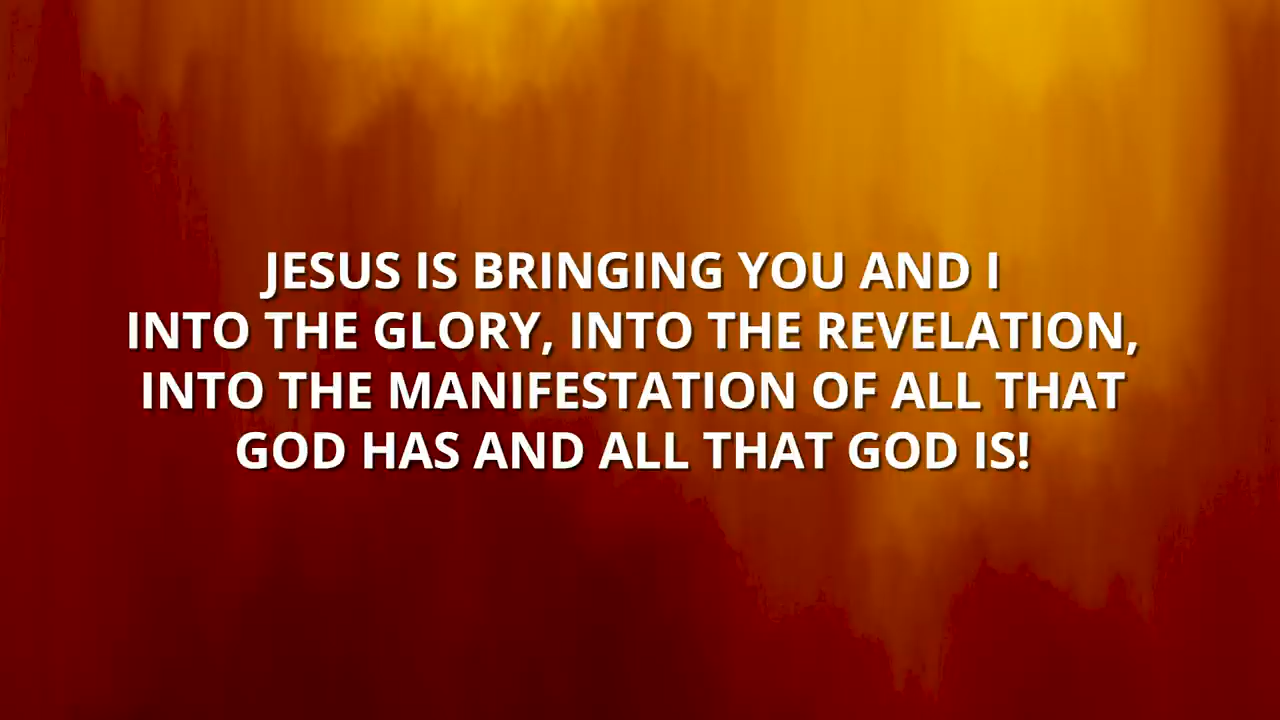 JESUS IS BRINGING YOU AND I
INTO THE GLORY, INTO THE REVELATION,
INTO THE MANIFESTATION OF ALL THAT
GOD HAS AND ALL THAT GOD IS!